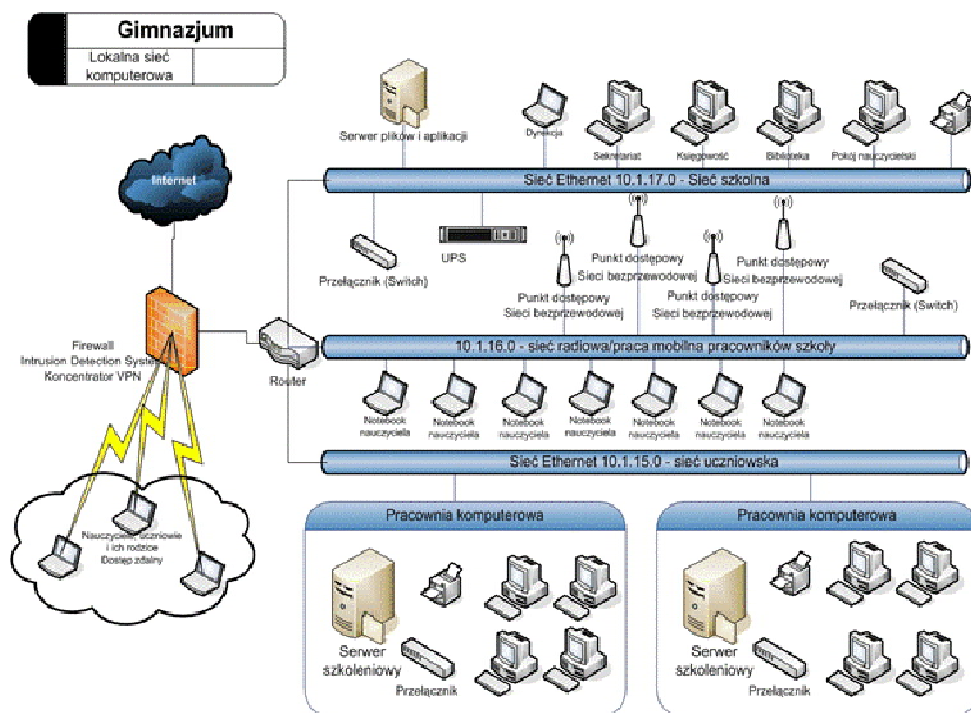 Gimnazjum
Lokalna sieć
komputerowa
Serwer plików i aplikacji
Dyrekcja
Sekretariat
Księgowość
Biblioteka
Pokój nauczycielski
Internet
Sieć Ethernet 10.1.17.0 - Sieć szkolna
Przełącznik (Switch)
UPS
Punkt dostępowy
Sieci bezprzewodowej
Punkt dostępowy
Sieci bezprzewodowej
Punkt dostępowy
Sieci bezprzewodowej
Punkt dostępowy
Sieci bezprzewodowej
Przełącznik (Switch)
Firewall
Intrusion Detection System
Koncentrator VPN
Router
10.1.16.0 - sieć radiowa/praca mobilna pracowników szkoły
Notebook
nauczyciela
Notebook
nauczyciela
Notebook
nauczyciela
Notebook
nauczyciela
Notebook
nauczyciela
Notebook
nauczyciela
Notebook
nauczyciela
Sieć Ethernet 10.1.15.0 - sieć uczniowska
Nauczyciele, uczniowie
i ich rodzice
Dostęp zdalny
Pracownia komputerowa
Serwer
szkoleniowy
Przełącznik
Pracownia komputerowa
Serwer
szkoleniowy
Przełącznik